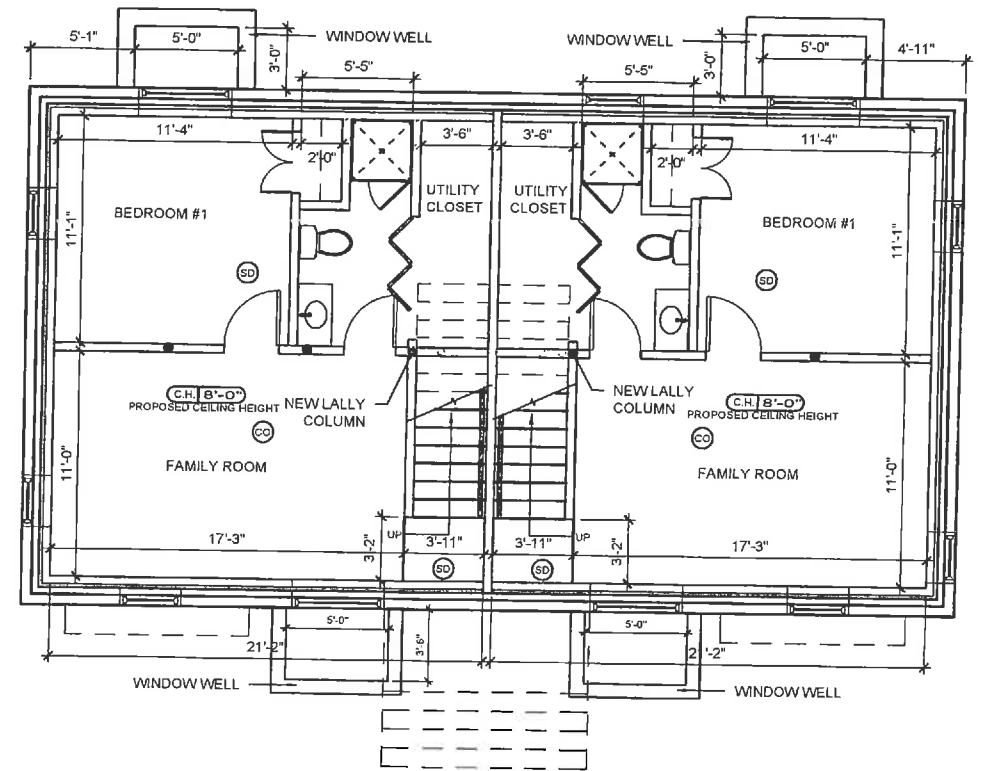 5'-1"
5'-0"
3'-0"
WINDOW WELL
WINDOW WELL
3'-0"
5'-0"
4'-11"
5'-5"
5'-5"
11'-4"
2'-0"
3'-6"
3'-6"
2'-0"
11'-4"
UTILITY
CLOSET
UTILITY
CLOSET
BEDROOM #1
BEDROOM #1
11'-1"
11'-1"
SD
SD
C.H. 8'-0"
PROPOSED CEILING HEIGHT
NEW LALLY
COLUMN
NEW LALLY
COLUMN
C.H. 8'-0"
PROPOSED CEILING HEIGHT
CO
CO
FAMILY ROOM
FAMILY ROOM
11'-0"
11'-0"
17'-3"
3'-2"
UP
3'-11"
3'-11"
UP
3'-2"
17'-3"
SD
SD
5'-0"
3'-6"
5'-0"
21'-2"
WINDOW WELL
WINDOW WELL